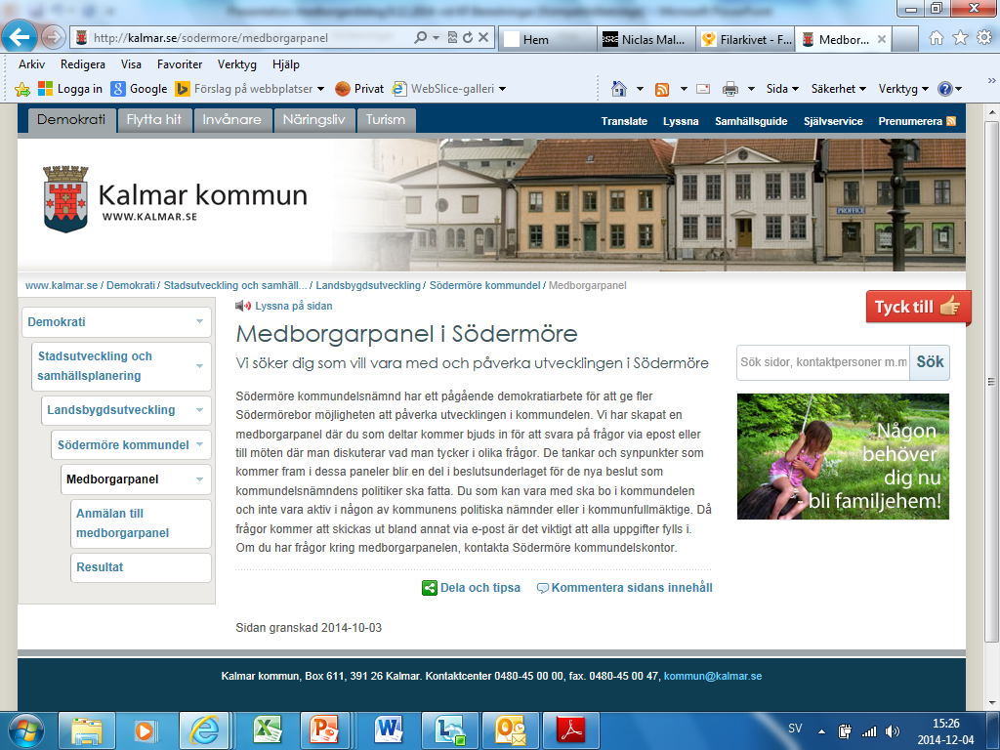 Presentation medborgardialog 8.12.2014 vid KF Beredningar [Kompatibilitetsläge] - Microsoft PowerPoint
http://kalmar.se/sodermore/medborgarpanel
Hem
Niclas Mal...
Filarkivet - F...
Medbor...
Arkiv Redigera Visa Favoriter Verktyg Hjälp
Logga in Google Förslag på webbplatser Privat WebSlice-galleri Sida Säkerhet Verktyg
Demokrati Flytta hit Invånare Näringsliv Turism
Translate Lyssna Samhällsguide Självservice Prenumerera
Kalmar kommun
WWW.KALMAR.SE
PROFFICE
www.kalmar.se / Demokrati / Stadsutveckling och samhäll... / Landsbygdsutveckling / Södermöre kommundel / Medborgarpanel
Demokrati
Stadsutveckling och
samhällsplanering
Landsbygdsutveckling
Södermöre kommundel
Medborgarpanel
Anmälan till
medborgarpanel
Resultat
Lyssna på sidan
Medborgarpanel i Södermöre
Vi söker dig som vill vara med och påverka utvecklingen i Södermöre
Södermöre kommundelsnämnd har ett pågående demokratiarbete för att ge fler
Södermörebor möjligheten att påverka utvecklingen i kommundelen. Vi har skapat en
medborgarpanel där du som deltar kommer bjuds in för att svara på frågor via epost eller
till möten där man diskuterar vad man tycker i olika frågor. De tankar och synpunkter som
kommer fram i dessa paneler blir en del i beslutsunderlaget för de nya beslut som
kommundelsnämndens politiker ska fatta. Du som kan vara med ska bo i kommundelen
och inte vara aktiv i någon av kommunens politiska nämnder eller i kommunfullmäktige. Då
frågor kommer att skickas ut bland annat via e-post är det viktigt att alla uppgifter fylls i.
Om du har frågor kring medborgarpanelen, kontakta Södermöre kommundelskontor.
Dela och tipsa
Kommentera sidans innehåll
Sidan granskad 2014-10-03
Tyck till
Sök sidor, kontaktpersoner m.m
Sök
Någon
behöver
dig nu
- bli familjehem!
Kalmar kommun, Box 611, 391 26 Kalmar. Kontaktcenter 0480-45 00 00, fax. 0480-45 00 47, kommun@kalmar.se
SV
15:26
2014-12-04